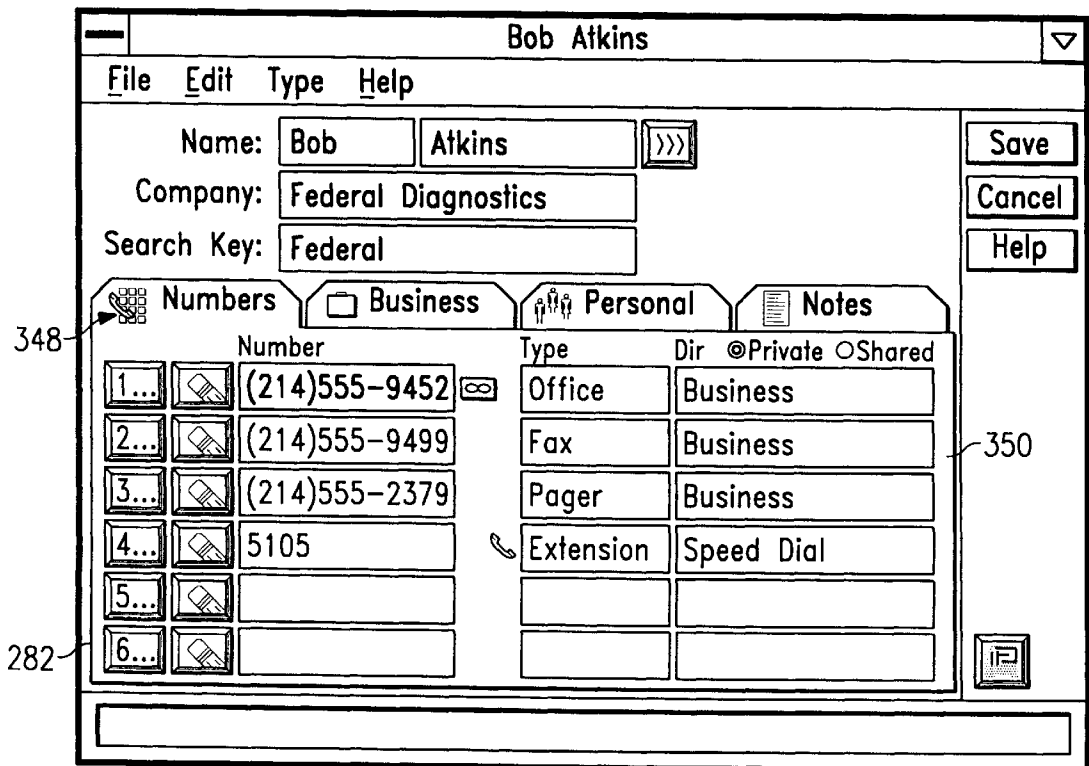 Bob Atkins
File Edit Type Help
Name: Bob Atkins >>> Save
Company: Federal Diagnostics Cancel
Search Key: Federal Help
Numbers Business Personal Notes
348
Number Type Dir Private Shared
1... (214)555-9452 Office Business
2... (214)555-9499 Fax Business 350
3... (214)555-2379 Pager Business
4... 5105 Extension Speed Dial
5...
6...
282